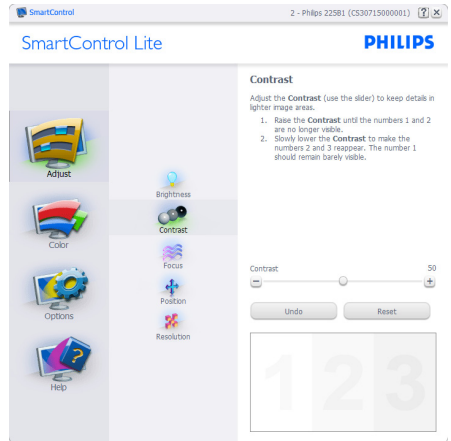 SmartControl
2 - Philips 225B1 (CS30715000001)
? ×
SmartControl Lite
PHILIPS
Adjust
Color
Options
?
Help
Brightness
Contrast
Focus
Position
Resolution
Contrast
Adjust the Contrast (use the slider) to keep details in
lighter image areas.
1. Raise the Contrast until the numbers 1 and 2
are no longer visible.
2. Slowly lower the Contrast to make the
numbers 2 and 3 reappear. The number 1
should remain barely visible.
Contrast 50
− +
Undo Reset
1 2 3